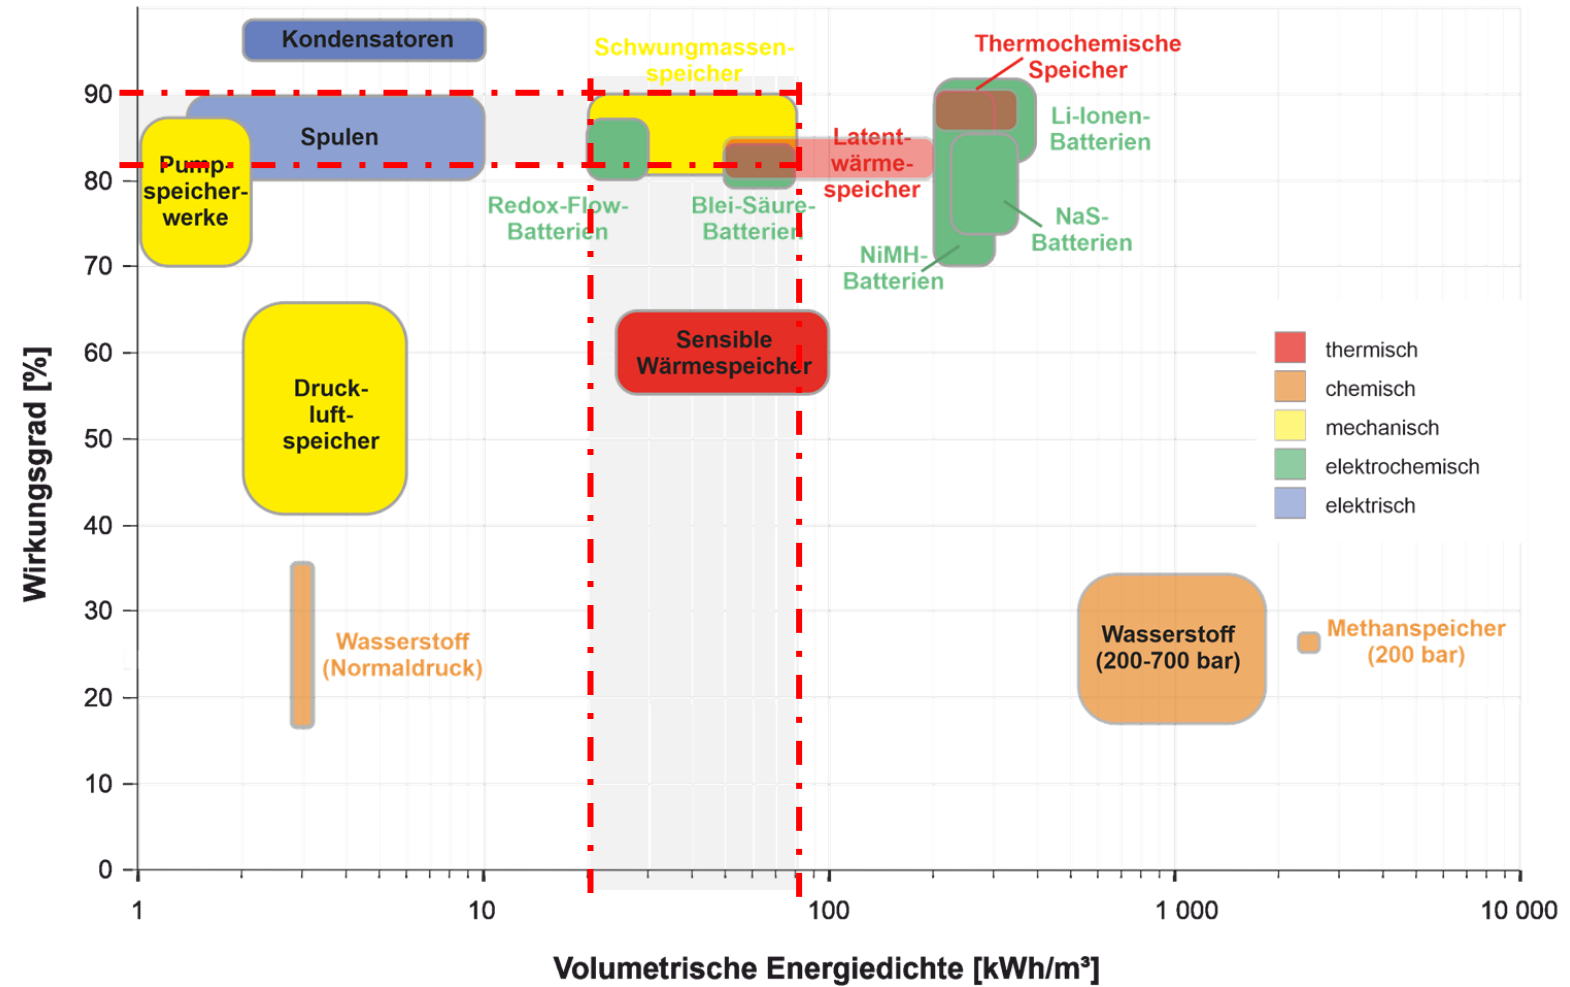 Kondensatoren
Schwungmassen-
speicher
Thermochemische
Speicher
90
Spulen
Latent-
wärme-
speicher
Li-Ionen-
Batterien
Pump-
speicher-
werke
80
Redox-Flow-
Batterien
Blei-Säure-
Batterien
NaS-
Batterien
NiMH-
Batterien
70
Sensible
Wärmespeicher
60
Druck-
luft-
speicher
50
40
30
20
10
0
Wirkungsgrad [%]
thermisch
chemisch
mechanisch
elektrochemisch
elektrisch
Wasserstoff
(Normaldruck)
Wasserstoff
(200-700 bar)
Methanspeicher
(200 bar)
1
10
100
1 000
10 000
Volumetrische Energiedichte [kWh/m³]